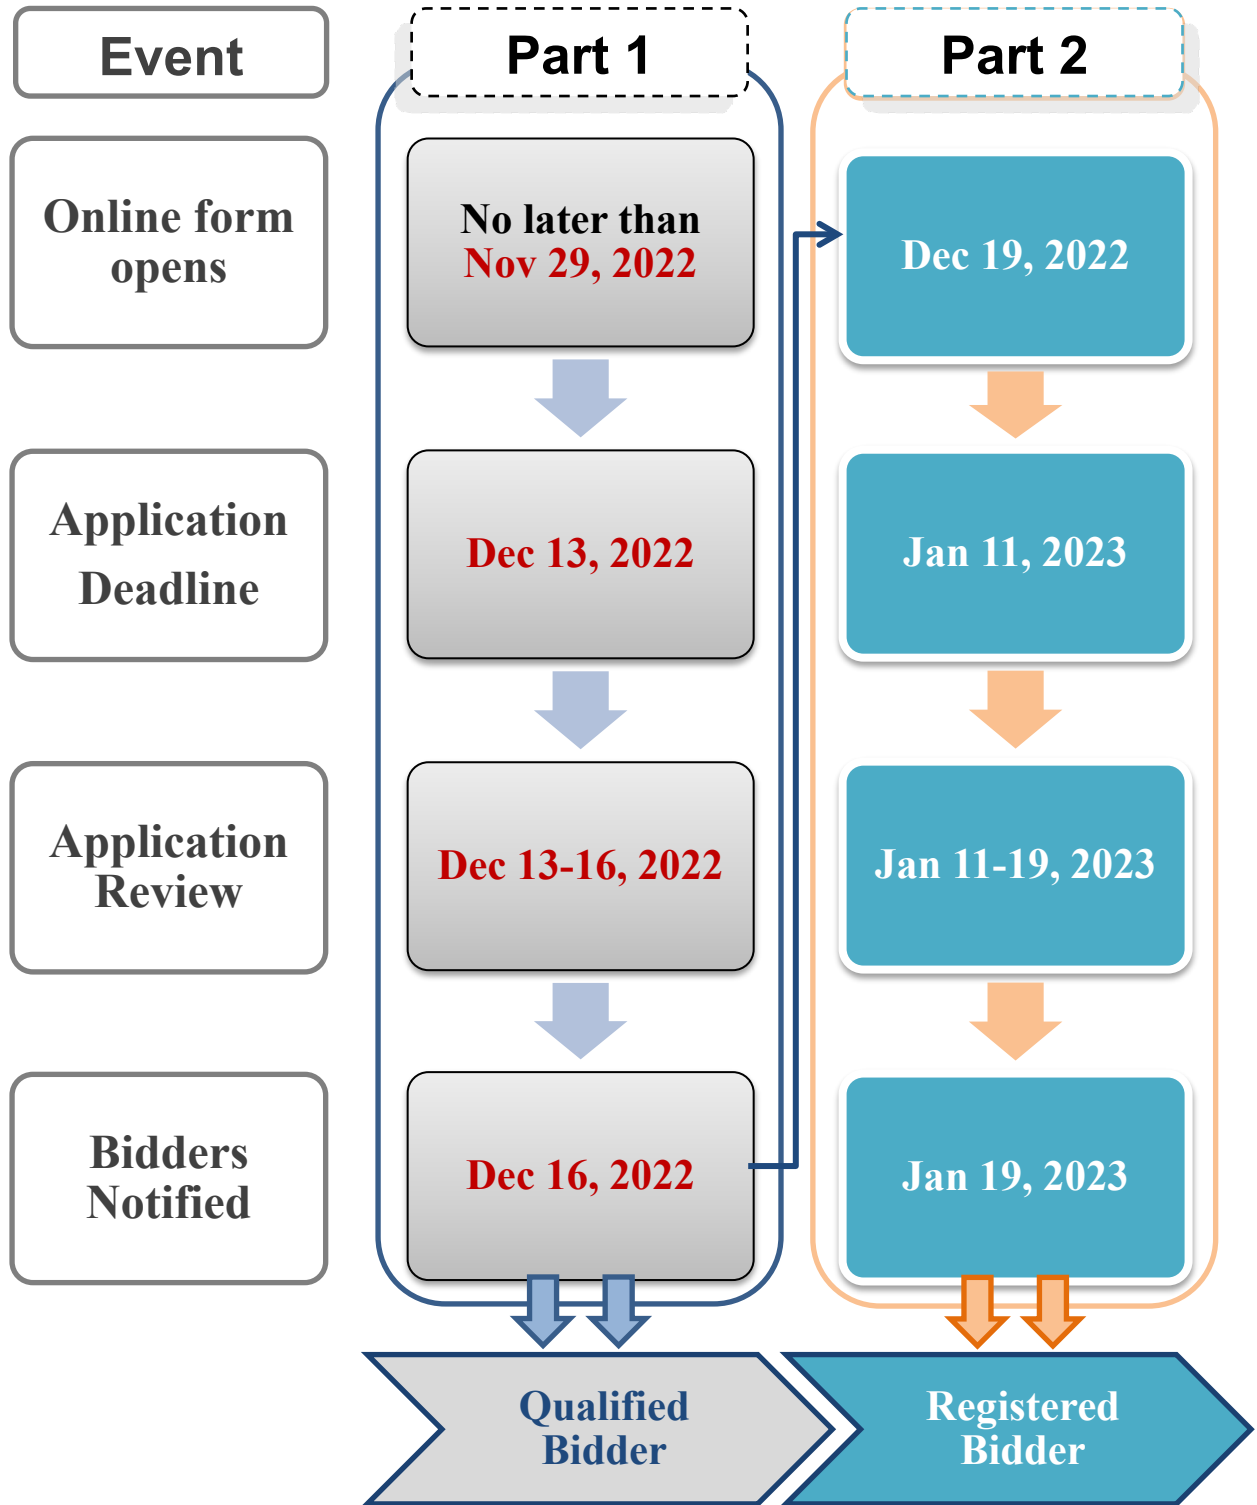 Event
Part 1
Part 2
Online form
opens
No later than
Nov 29, 2022
Dec 19, 2022
Application
Deadline
Dec 13, 2022
Jan 11, 2023
Application
Review
Dec 13-16, 2022
Jan 11-19, 2023
Bidders
Notified
Dec 16, 2022
Jan 19, 2023
Qualified
Bidder
Registered
Bidder